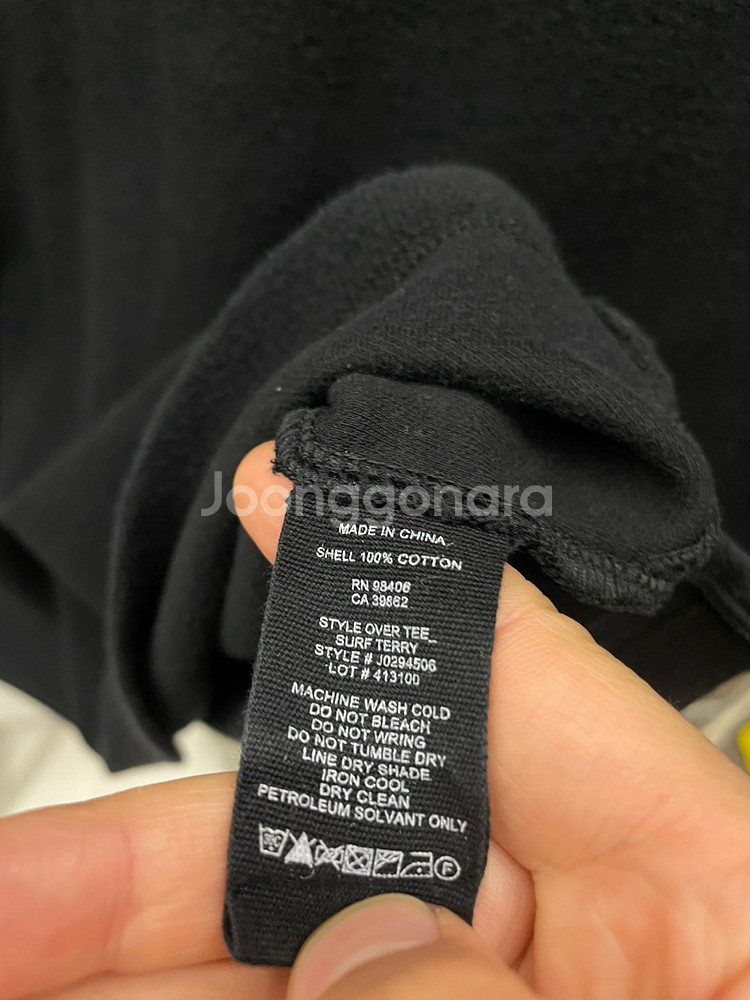 Joonggonara
MADE IN CHINA
SHELL 100% COTTON
RN 98406
CA 39862
STYLE OVER TEE_
SURF TERRY
STYLE # J0294506
LOT # 413100
MACHINE WASH COLD
DO NOT BLEACH
DO NOT WRING
DO NOT TUMBLE DRY
LINE DRY SHADE
IRON COOL
DRY CLEAN
PETROLEUM SOLVENT ONLY
F